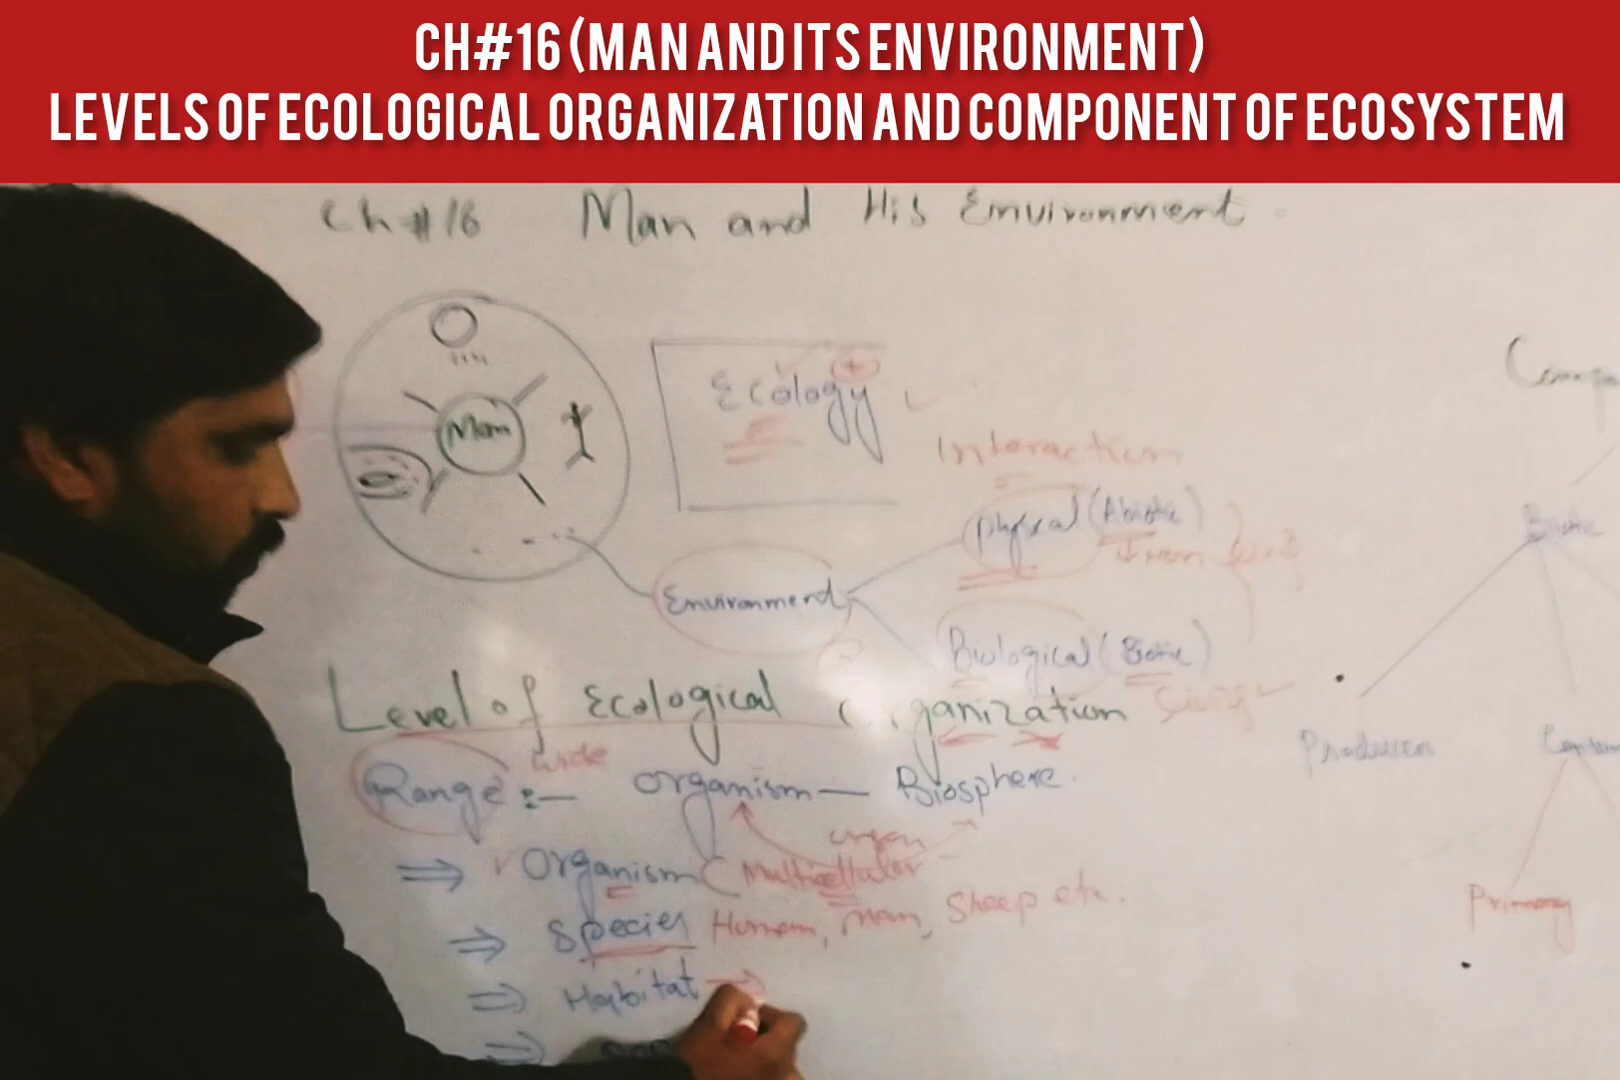 CH#16 (MAN AND ITS ENVIRONMENT)
LEVELS OF ECOLOGICAL ORGANIZATION AND COMPONENT OF ECOSYSTEM
Ch #16 Man and His Environment
Man
Ecology
Interaction
Physical (Abiotic)
Environment
Biological (Biotic)
Biotic
Level of Ecological Organization
Producers
wide
Range :— Organism — Biosphere
organ
⇒ Organism ( Multicellular
⇒ Species Human, Man, Sheep etc.
Primary
⇒ Habitat →